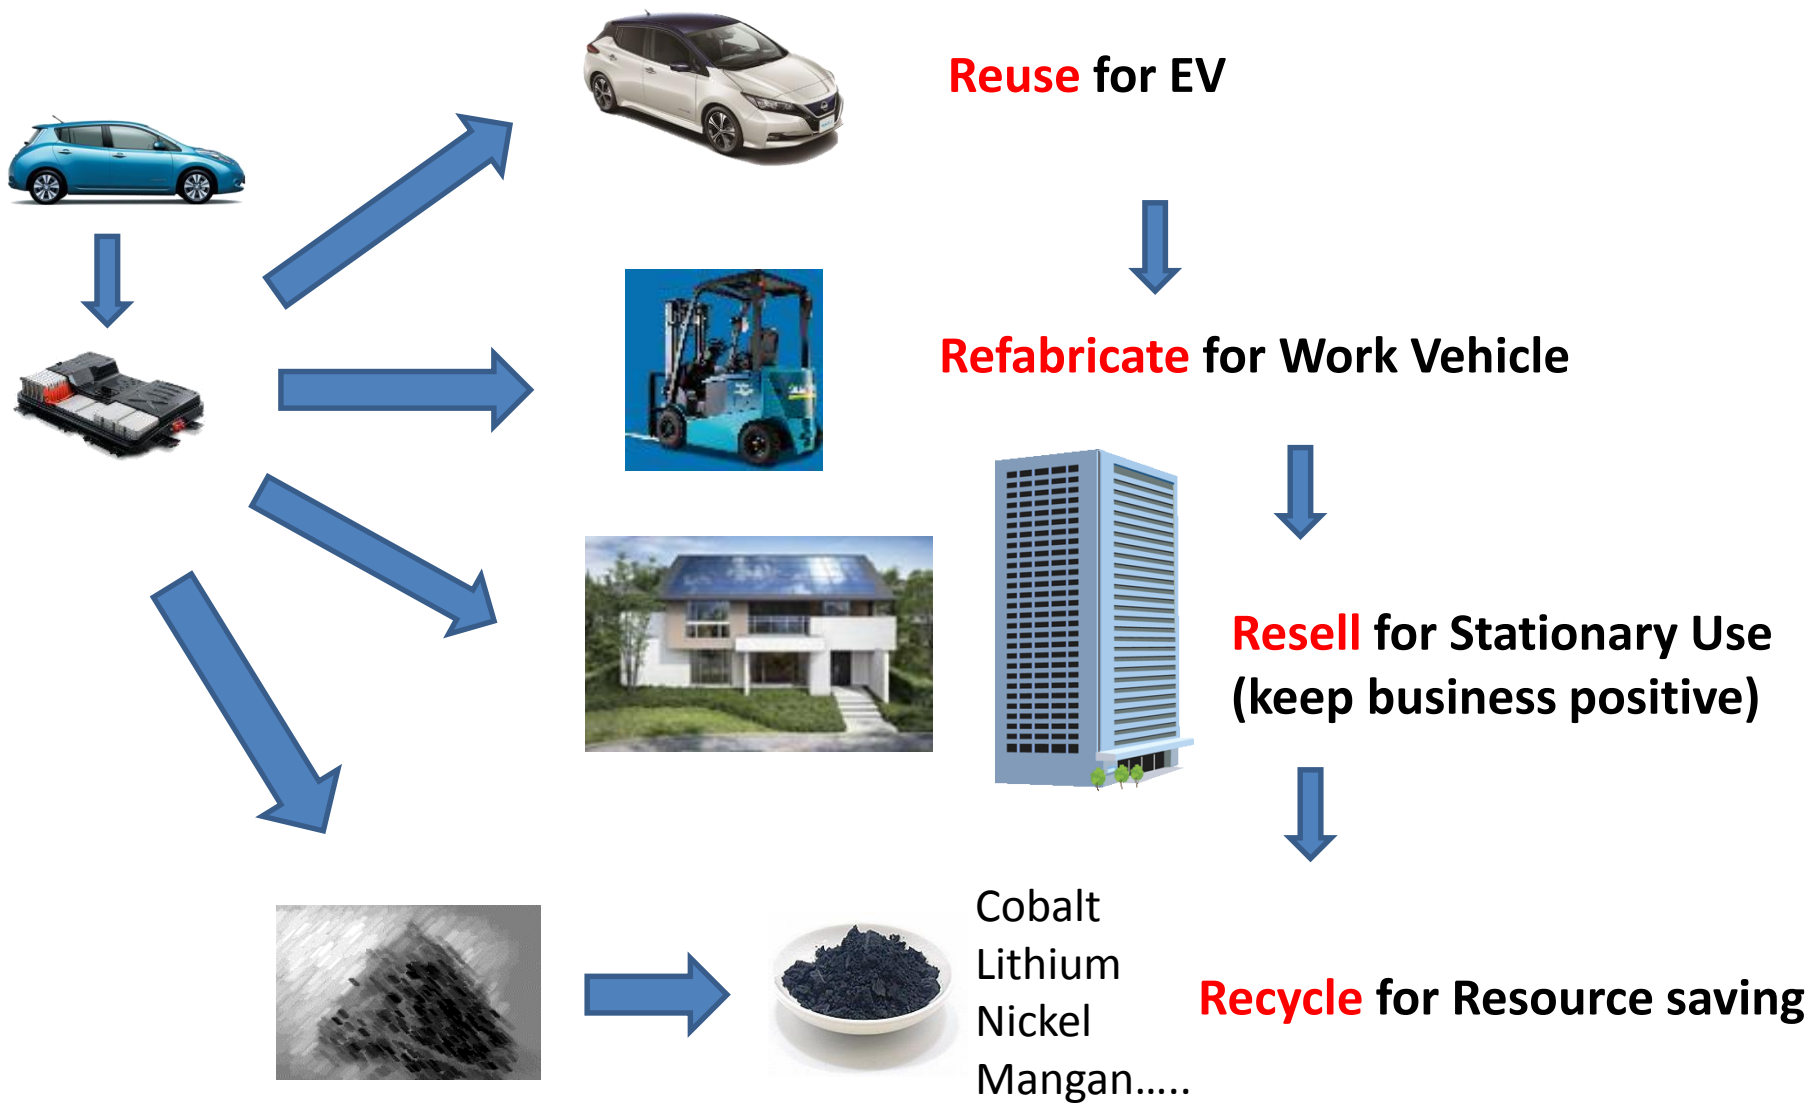 Reuse for EV
Refabricate for Work Vehicle
Resell for Stationary Use
(keep business positive)
Cobalt
Lithium
Nickel
Mangan.....
Recycle for Resource saving